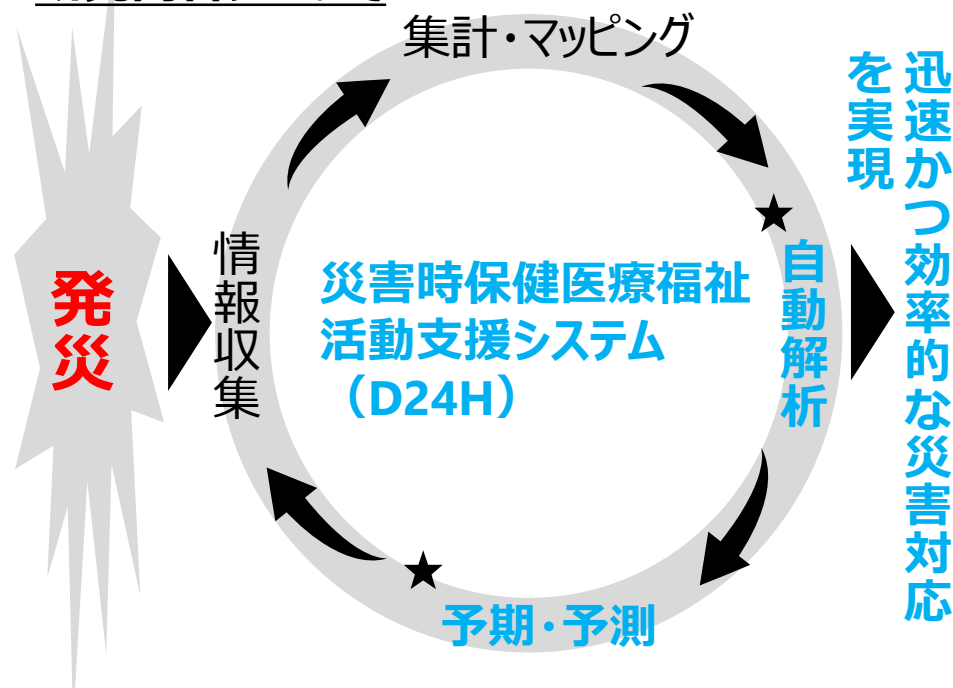 集計・マッピング
発災
情報収集
災害時保健医療福祉
活動支援システム
（D24H）
★
自動解析
★
予期・予測
迅速かつ効率的な災害対応
を実現